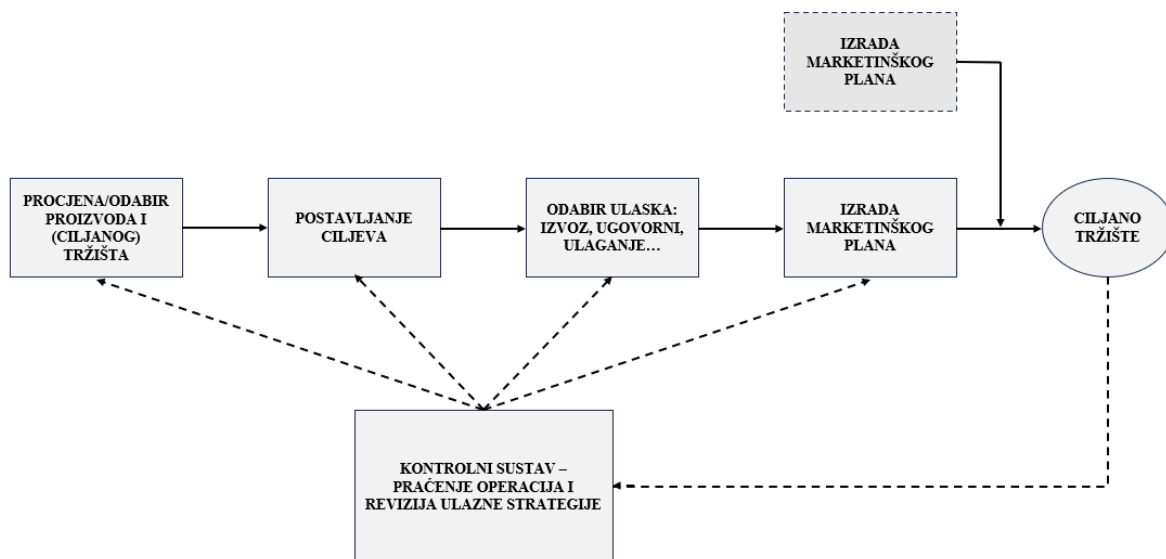 IZRADA
MARKETINŠKOG
PLANA
PROCJENA/ODABIR
PROIZVODA I
(CILJANOG)
TRŽIŠTA
POSTAVLJANJE
CILJEVA
ODABIR ULASKA:
IZVOZ, UGOVORNI,
ULAGANJE…
IZRADA
MARKETINŠKOG
PLANA
CILJANO
TRŽIŠTE
KONTROLNI SUSTAV –
PRAĆENJE OPERACIJA I
REVIZIJA ULAZNE STRATEGIJE